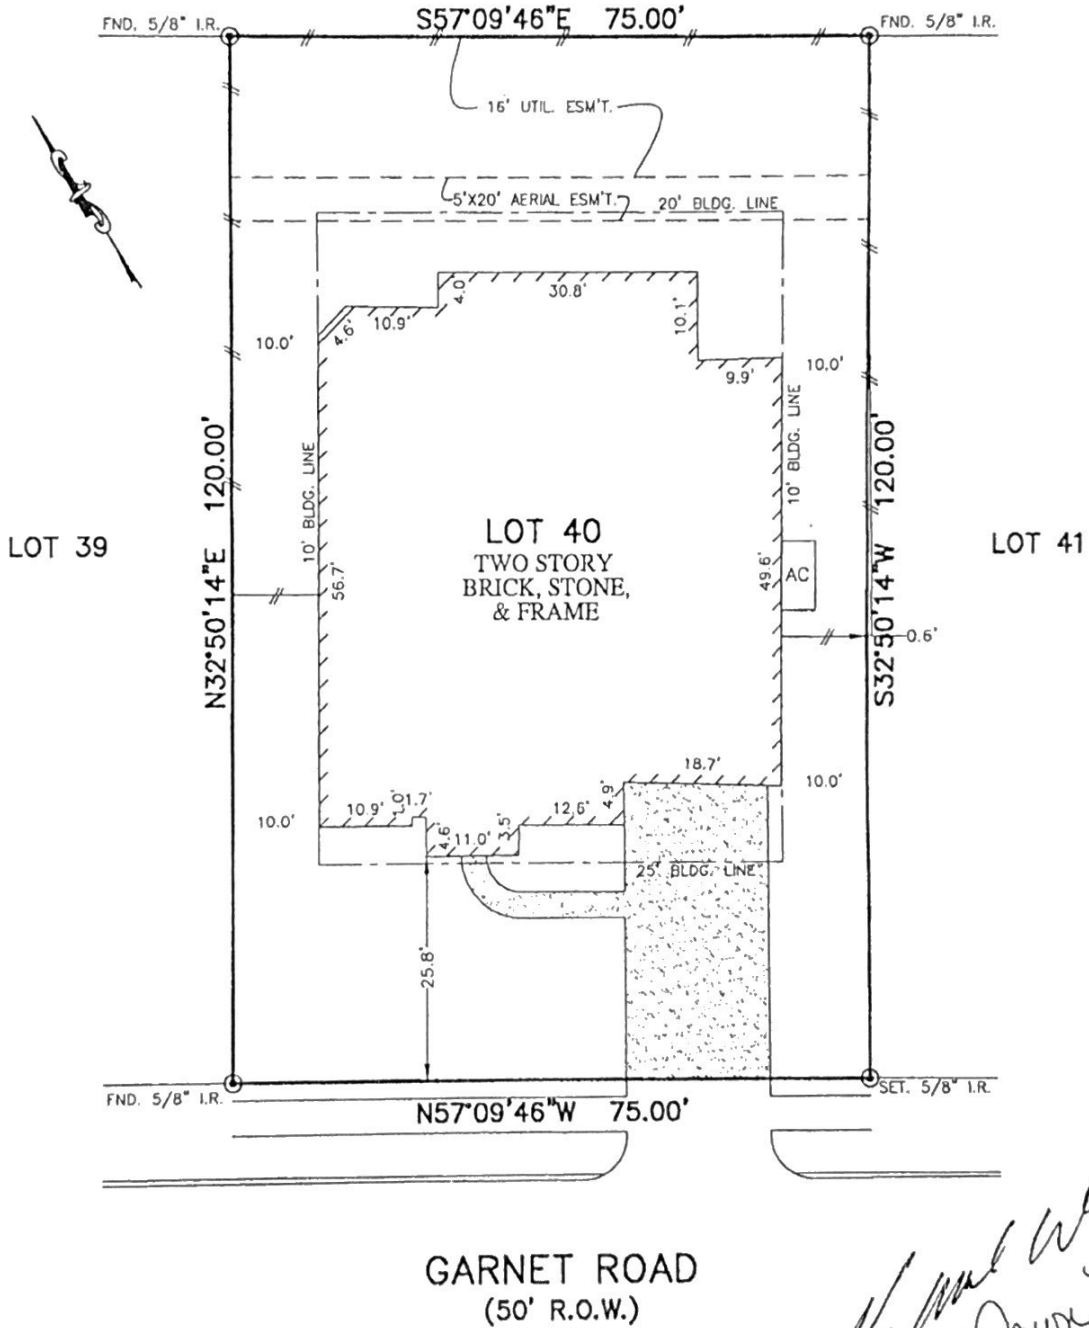 S57°09'46"E 75.00'
FND. 5/8" I.R.
FND. 5/8" I.R.
16' UTIL. ESM'T.
5'X20' AERIAL ESM'T.
20' BLDG. LINE
4.0'
30.8'
10.1'
4.6'
10.9'
9.9'
10.0'
10.0'
10' BLDG. LINE
10' BLDG. LINE
N32°50'14"E 120.00'
S32°50'14"W 120.00'
LOT 39
LOT 40
TWO STORY
BRICK, STONE,
& FRAME
LOT 41
56.7'
49.6'
AC
0.6'
18.7'
10.0'
10.0'
10.9'
1.0'
1.7'
4.6'
11.0'
3.5'
12.6'
4.9'
25' BLDG. LINE
25.8'
FND. 5/8" I.R.
SET. 5/8" I.R.
N57°09'46"W 75.00'
GARNET ROAD
(50' R.O.W.)